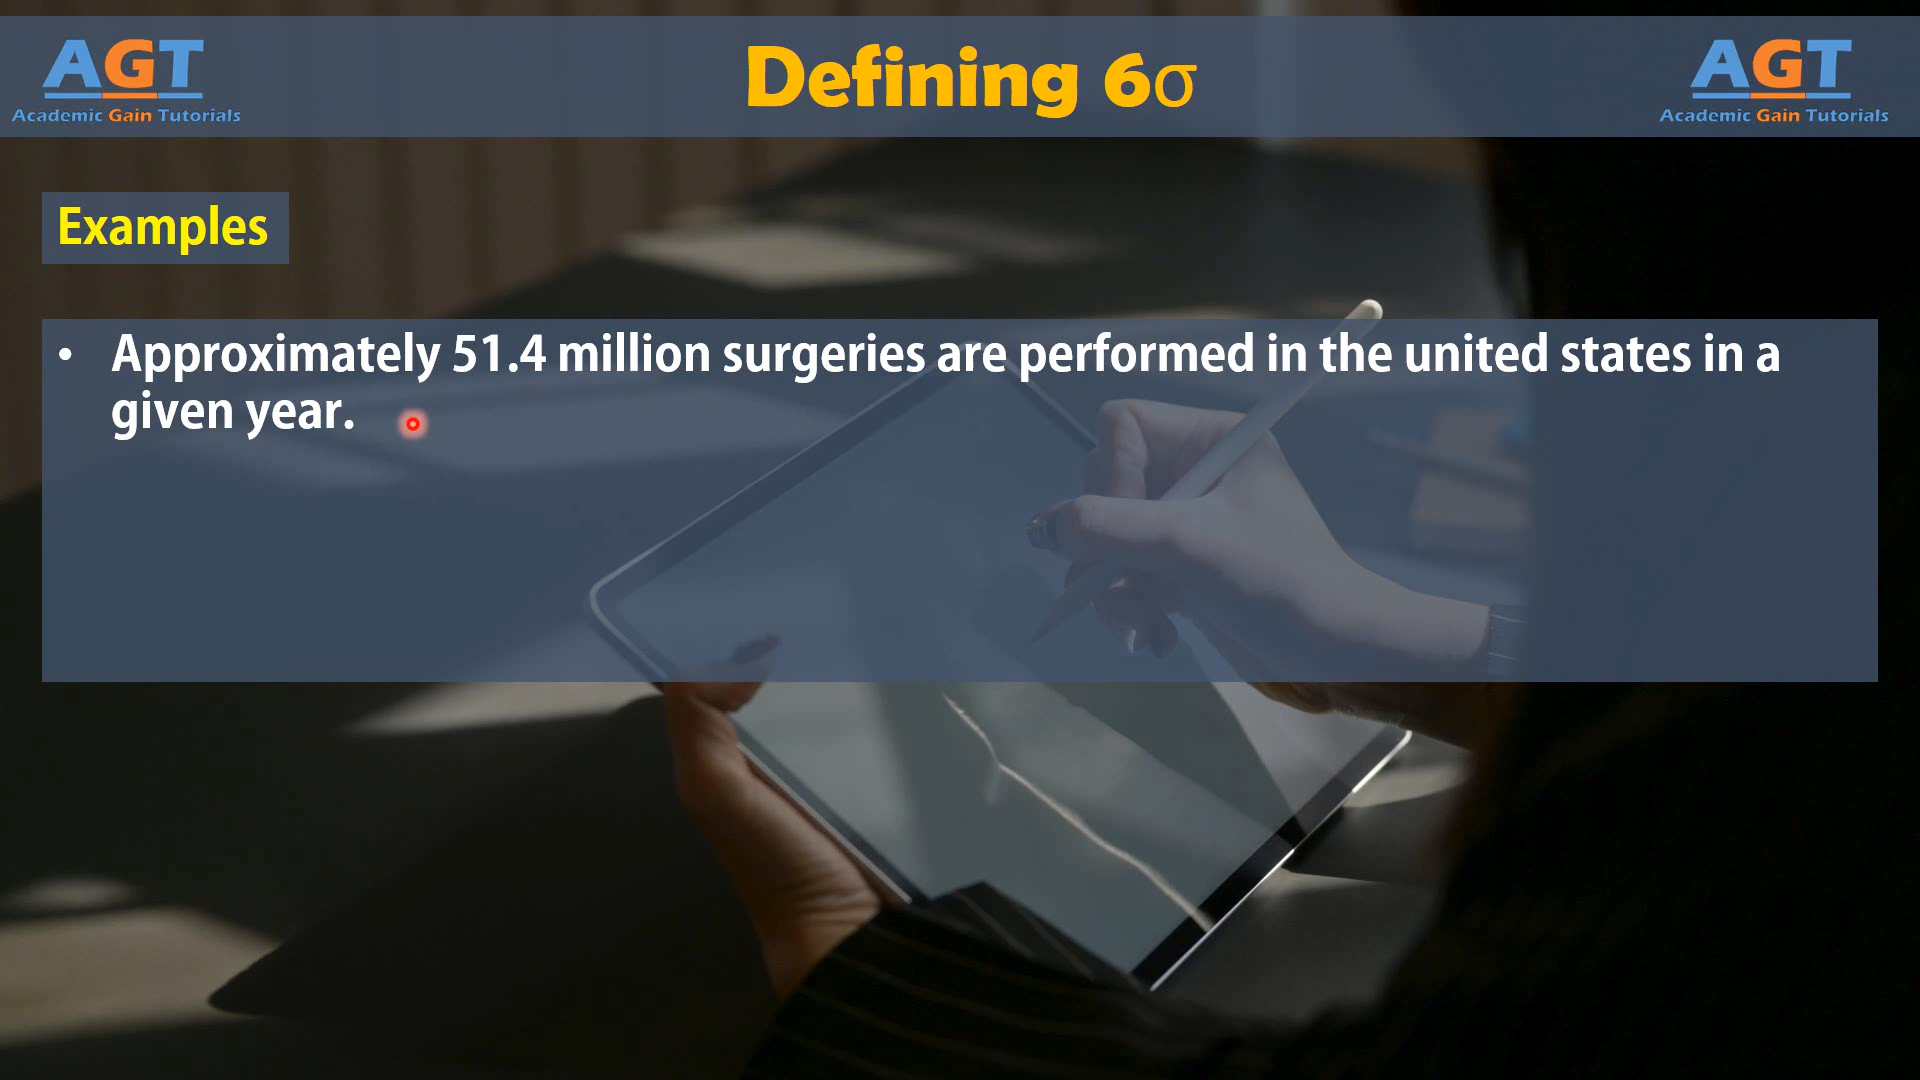 AGT
Academic Gain Tutorials
Defining 6σ
AGT
Academic Gain Tutorials
Examples
• Approximately 51.4 million surgeries are performed in the united states in a
given year.